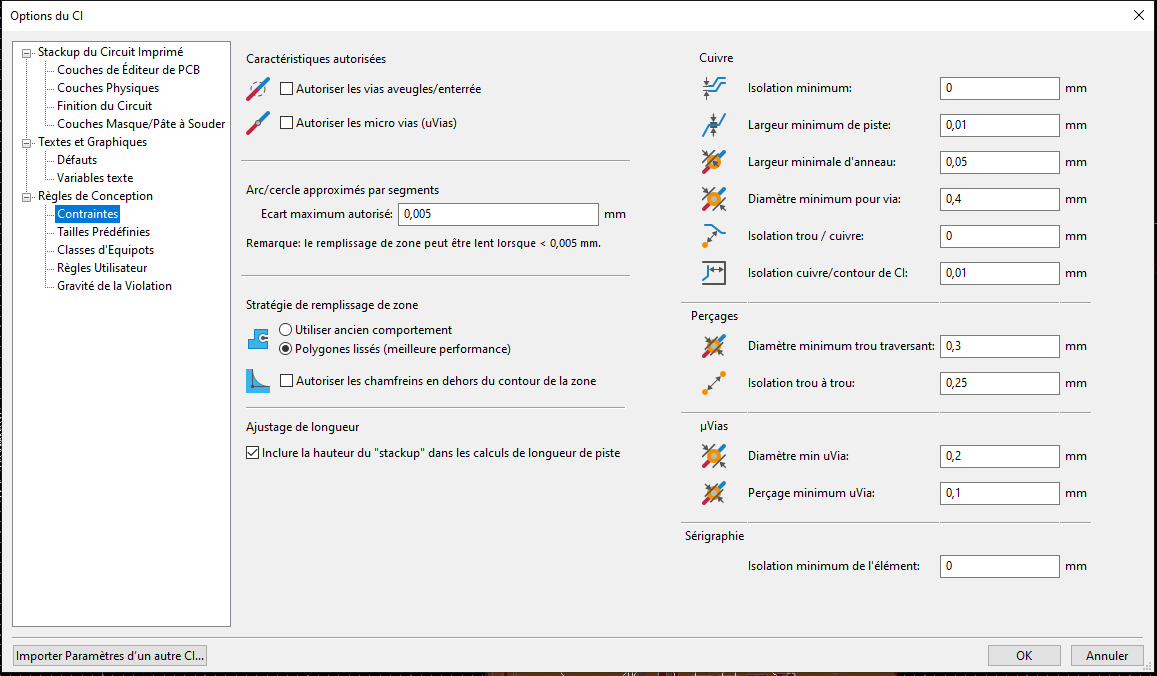 Options du CI
Stackup du Circuit Imprimé
Couches de Éditeur de PCB
Couches Physiques
Finition du Circuit
Couches Masque/Pâte à Souder
Textes et Graphiques
Défauts
Variables texte
Règles de Conception
Contraintes
Tailles Prédéfinies
Classes d'Equipots
Règles Utilisateur
Gravité de la Violation
Caractéristiques autorisées
Autoriser les vias aveugles/enterrée
Autoriser les micro vias (uVias)
Arc/cercle approximés par segments
Ecart maximum autorisé: 0,005 mm
Remarque: le remplissage de zone peut être lent lorsque < 0,005 mm.
Stratégie de remplissage de zone
Utiliser ancien comportement
Polygones lissés (meilleure performance)
Autoriser les chamfreins en dehors du contour de la zone
Ajustage de longueur
Inclure la hauteur du "stackup" dans les calculs de longueur de piste
Cuivre
Isolation minimum: 0 mm
Largeur minimum de piste: 0,01 mm
Largeur minimale d'anneau: 0,05 mm
Diamètre minimum pour via: 0,4 mm
Isolation trou / cuivre: 0 mm
Isolation cuivre/contour de CI: 0,01 mm
Perçages
Diamètre minimum trou traversant: 0,3 mm
Isolation trou à trou: 0,25 mm
µVias
Diamètre min uVia: 0,2 mm
Perçage minimum uVia: 0,1 mm
Sérigraphie
Isolation minimum de l'élément: 0 mm
Importer Paramètres d'un autre CI...
OK
Annuler